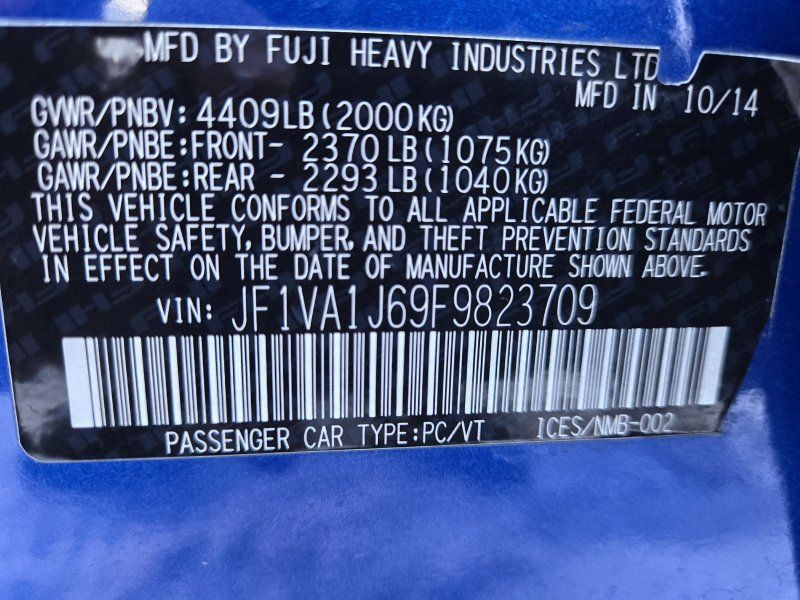 MFD BY FUJI HEAVY INDUSTRIES LTD
MFD IN 10/14
GVWR/PNBV: 4409LB(2000KG)
GAWR/PNBE:FRONT- 2370LB(1075KG)
GAWR/PNBE:REAR - 2293LB(1040KG)
THIS VEHICLE CONFORMS TO ALL APPLICABLE FEDERAL MOTOR
VEHICLE SAFETY, BUMPER, AND THEFT PREVENTION STANDARDS
IN EFFECT ON THE DATE OF MANUFACTURE SHOWN ABOVE.
VIN: JF1VA1J69F9823709
PASSENGER CAR TYPE:PC/VT ICES/NMB-002